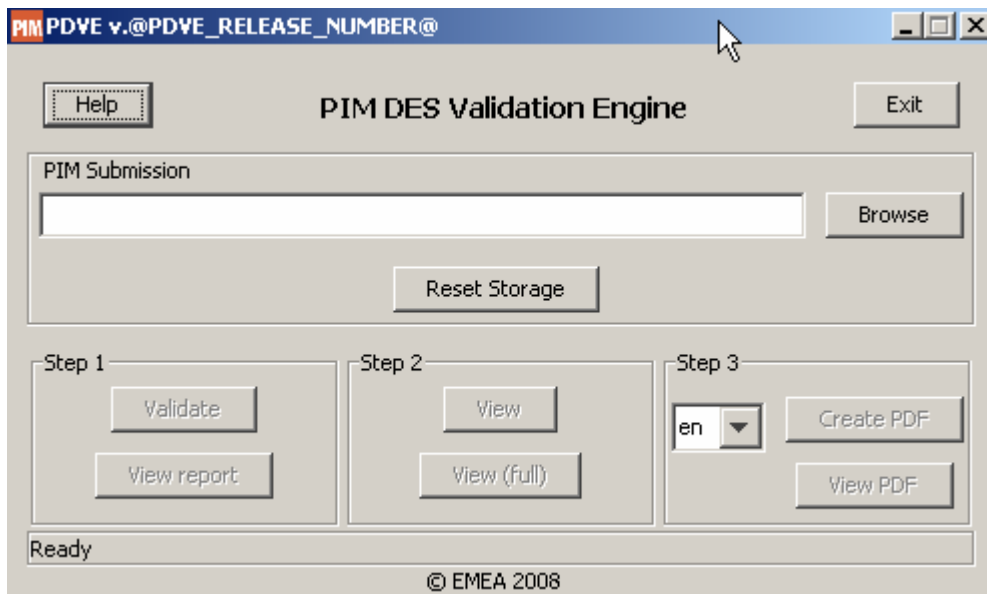 PIM PDVE v.@PDVE_RELEASE_NUMBER@
Help
PIM DES Validation Engine
Exit
PIM Submission
Browse
Reset Storage
Step 1
Step 2
Step 3
Validate
View
en
Create PDF
View report
View (full)
View PDF
Ready
© EMEA 2008